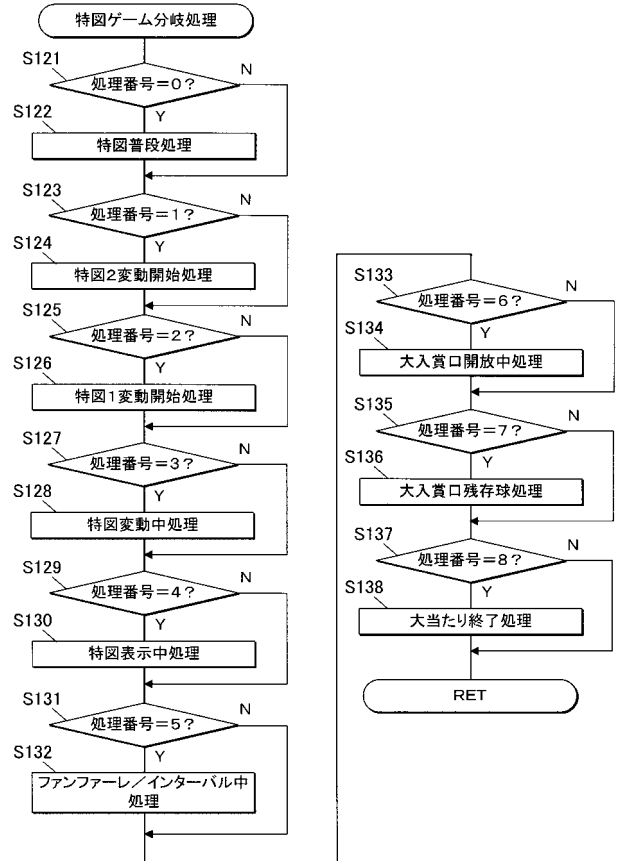 特図ゲーム分岐処理
S121
処理番号=0?
N
Y
S122
特図普段処理
S123
処理番号=1?
N
Y
S124
特図2変動開始処理
S125
処理番号=2?
N
Y
S126
特図1変動開始処理
S127
処理番号=3?
N
Y
S128
特図変動中処理
S129
処理番号=4?
N
Y
S130
特図表示中処理
S131
処理番号=5?
N
Y
S132
ファンファーレ/インターバル中
処理
S133
処理番号=6?
N
Y
S134
大入賞口開放中処理
S135
処理番号=7?
N
Y
S136
大入賞口残存球処理
S137
処理番号=8?
N
Y
S138
大当たり終了処理
RET